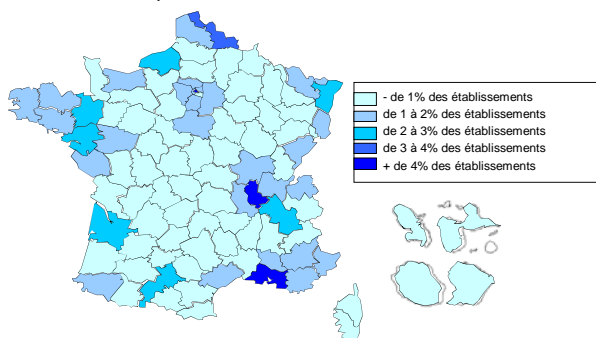 - de 1% des établissements
de 1 à 2% des établissements
de 2 à 3% des établissements
de 3 à 4% des établissements
+ de 4% des établissements